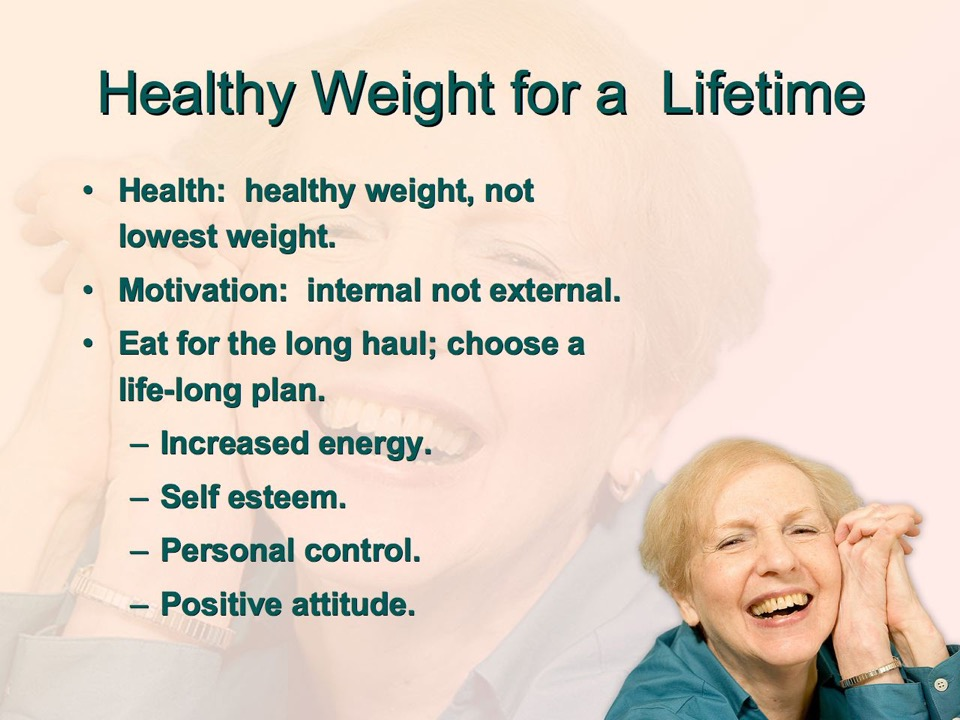 Healthy Weight for a  Lifetime
• Health:  healthy weight, not
lowest weight.
• Motivation:  internal not external.
• Eat for the long haul; choose a
life-long plan.
– Increased energy.
– Self esteem.
– Personal control.
– Positive attitude.